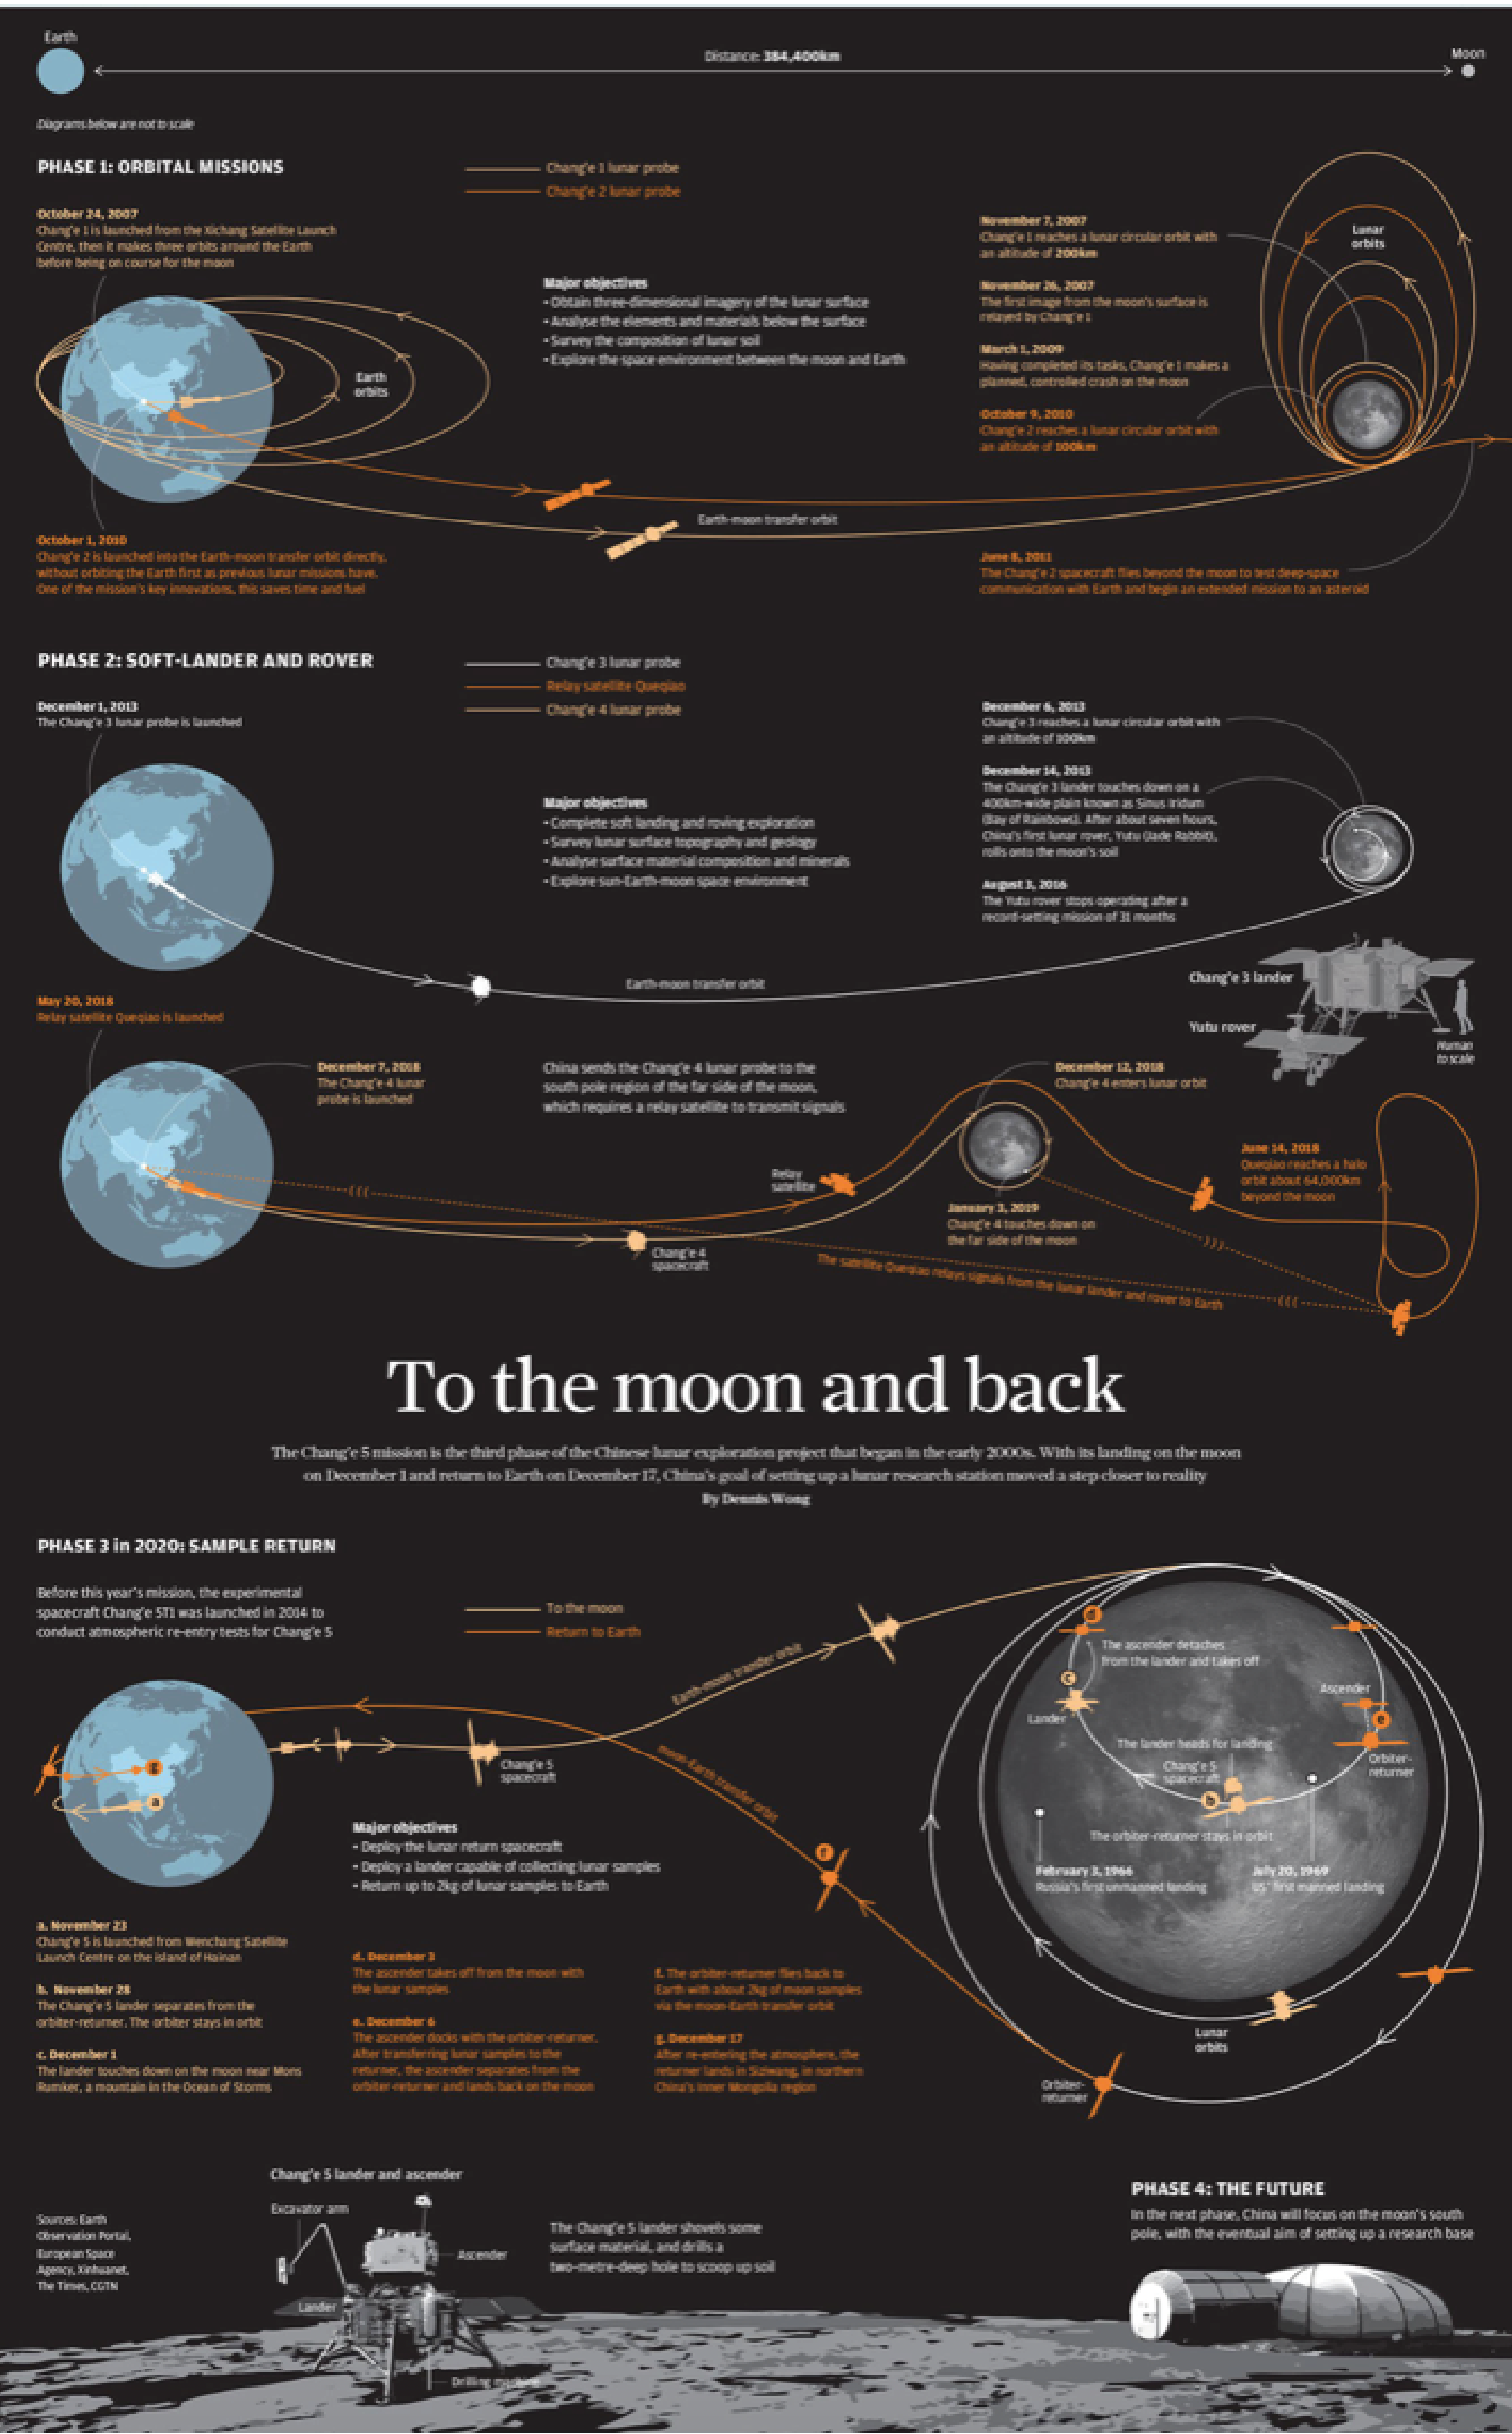 Earth
Distance: 384,400km
Moon
Diagrams below are not to scale
PHASE 1: ORBITAL MISSIONS
Chang'e 1 lunar probe
Chang'e 2 lunar probe
October 24, 2007
Chang'e 1 is launched from the Xichang Satellite Launch
Centre, then it makes three orbits around the Earth
before being on course for the moon
Earth
orbits
Major objectives
• Obtain three-dimensional imagery of the lunar surface
• Analyse the elements and materials below the surface
• Survey the composition of lunar soil
• Explore the space environment between the moon and Earth
November 7, 2007
Chang'e 1 reaches a lunar circular orbit with
an altitude of 200km
November 26, 2007
The first image from the moon's surface is
relayed by Chang'e 1
March 1, 2009
Having completed its tasks, Chang'e 1 makes a
planned, controlled crash on the moon
October 9, 2010
Chang'e 2 reaches a lunar circular orbit with
an altitude of 100km
Lunar
orbits
Earth-moon transfer orbit
October 1, 2010
Chang'e 2 is launched into the Earth-moon transfer orbit directly,
without orbiting the Earth first as previous lunar missions have.
One of the mission's key innovations, this saves time and fuel
June 8, 2011
The Chang'e 2 spacecraft flies beyond the moon to test deep-space
communication with Earth and begin an extended mission to an asteroid
PHASE 2: SOFT-LANDER AND ROVER
Chang'e 3 lunar probe
Relay satellite Queqiao
Chang'e 4 lunar probe
December 1, 2013
The Chang'e 3 lunar probe is launched
Major objectives
• Complete soft landing and roving exploration
• Survey lunar surface topography and geology
• Analyse surface material composition and minerals
• Explore sun-Earth-moon space environment
December 6, 2013
Chang'e 3 reaches a lunar circular orbit with
an altitude of 100km
December 14, 2013
The Chang'e 3 lander touches down on a
400km-wide plain known as Sinus Iridum
(Bay of Rainbows). After about seven hours,
China's first lunar rover, Yutu (Jade Rabbit),
rolls onto the moon's soil
August 3, 2016
The Yutu rover stops operating after a
record-setting mission of 31 months
Earth-moon transfer orbit
Chang'e 3 lander
Yutu rover
Human
to scale
May 20, 2018
Relay satellite Queqiao is launched
December 7, 2018
The Chang'e 4 lunar
probe is launched
China sends the Chang'e 4 lunar probe to the
south pole region of the far side of the moon,
which requires a relay satellite to transmit signals
December 12, 2018
Chang'e 4 enters lunar orbit
June 14, 2018
Queqiao reaches a halo
orbit about 64,000km
beyond the moon
Relay
satellite
January 3, 2019
Chang'e 4 touches down on
the far side of the moon
Chang'e 4
spacecraft
The satellite Queqiao relays signals from the lunar lander and rover to Earth
To the moon and back
The Chang'e 5 mission is the third phase of the Chinese lunar exploration project that began in the early 2000s. With its landing on the moon
on December 1 and return to Earth on December 17, China's goal of setting up a lunar research station moved a step closer to reality
By Dennis Wong
PHASE 3 in 2020: SAMPLE RETURN
Before this year's mission, the experimental
spacecraft Chang'e 5T1 was launched in 2014 to
conduct atmospheric re-entry tests for Chang'e 5
To the moon
Return to Earth
Earth-moon transfer orbit
moon-Earth transfer orbit
Chang'e 5
spacecraft
g
a
f
d
The ascender detaches
from the lander and takes off
c
Lander
Ascender
e
Orbiter-
returner
The lander heads for landing
Chang'e 5
spacecraft
b
The orbiter-returner stays in orbit
February 3, 1966
Russia's first unmanned landing
July 20, 1969
US' first manned landing
Lunar
orbits
Orbiter-
returner
Major objectives
• Deploy the lunar return spacecraft
• Deploy a lander capable of collecting lunar samples
• Return up to 2kg of lunar samples to Earth
a. November 23
Chang'e 5 is launched from Wenchang Satellite
Launch Centre on the island of Hainan
b. November 28
The Chang'e 5 lander separates from the
orbiter-returner. The orbiter stays in orbit
c. December 1
The lander touches down on the moon near Mons
Rumker, a mountain in the Ocean of Storms
d. December 3
The ascender takes off from the moon with
the lunar samples
e. December 6
The ascender docks with the orbiter-returner.
After transferring lunar samples to the
returner, the ascender separates from the
orbiter-returner and lands back on the moon
f. The orbiter-returner flies back to
Earth with about 2kg of moon samples
via the moon-Earth transfer orbit
g. December 17
After re-entering the atmosphere, the
returner lands in Siziwang, in northern
China's Inner Mongolia region
Chang'e 5 lander and ascender
Excavator arm
Ascender
Lander
Drilling machine
The Chang'e 5 lander shovels some
surface material, and drills a
two-metre-deep hole to scoop up soil
Sources: Earth
Observation Portal,
European Space
Agency, Xinhuanet,
The Times, CGTN
PHASE 4: THE FUTURE
In the next phase, China will focus on the moon's south
pole, with the eventual aim of setting up a research base